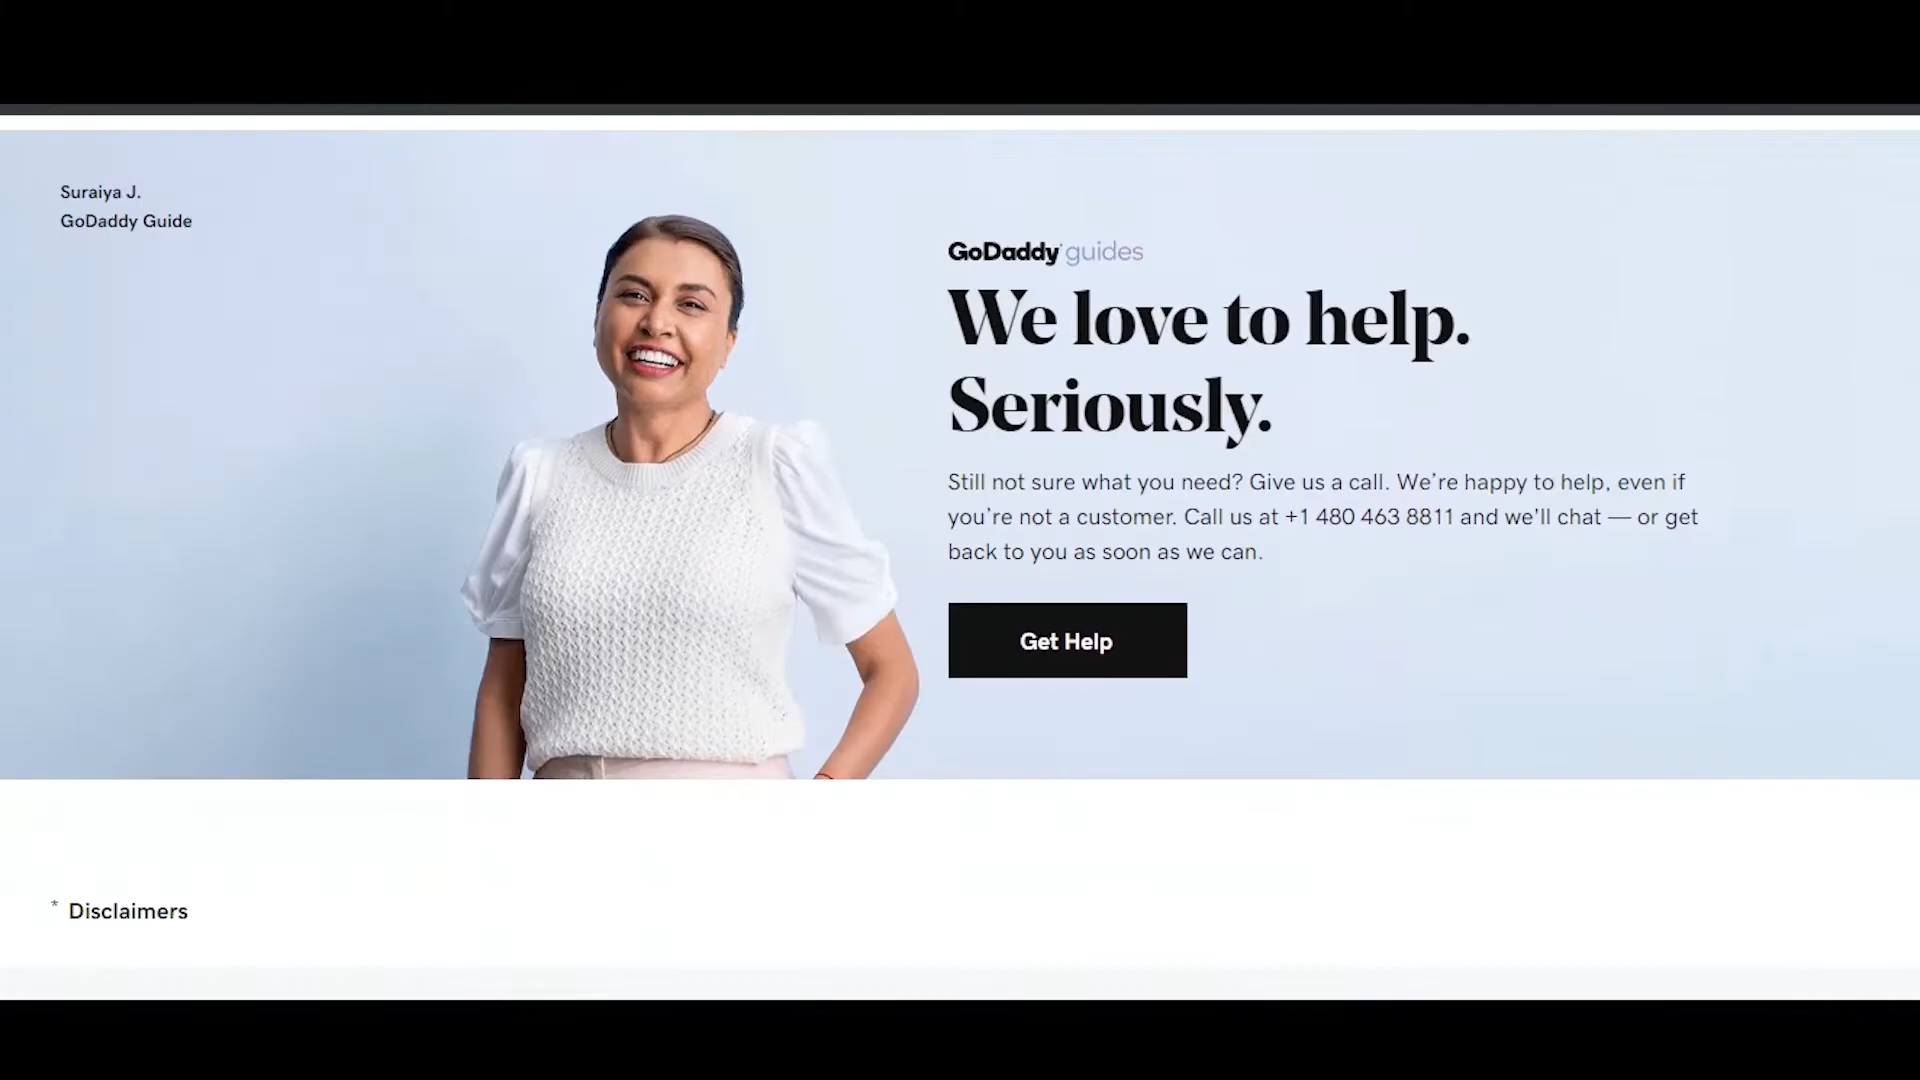 Suraiya J.
GoDaddy Guide
GoDaddy guides
We love to help.
Seriously.
Still not sure what you need? Give us a call. We’re happy to help, even if
you’re not a customer. Call us at +1 480 463 8811 and we'll chat — or get
back to you as soon as we can.
Get Help
* Disclaimers